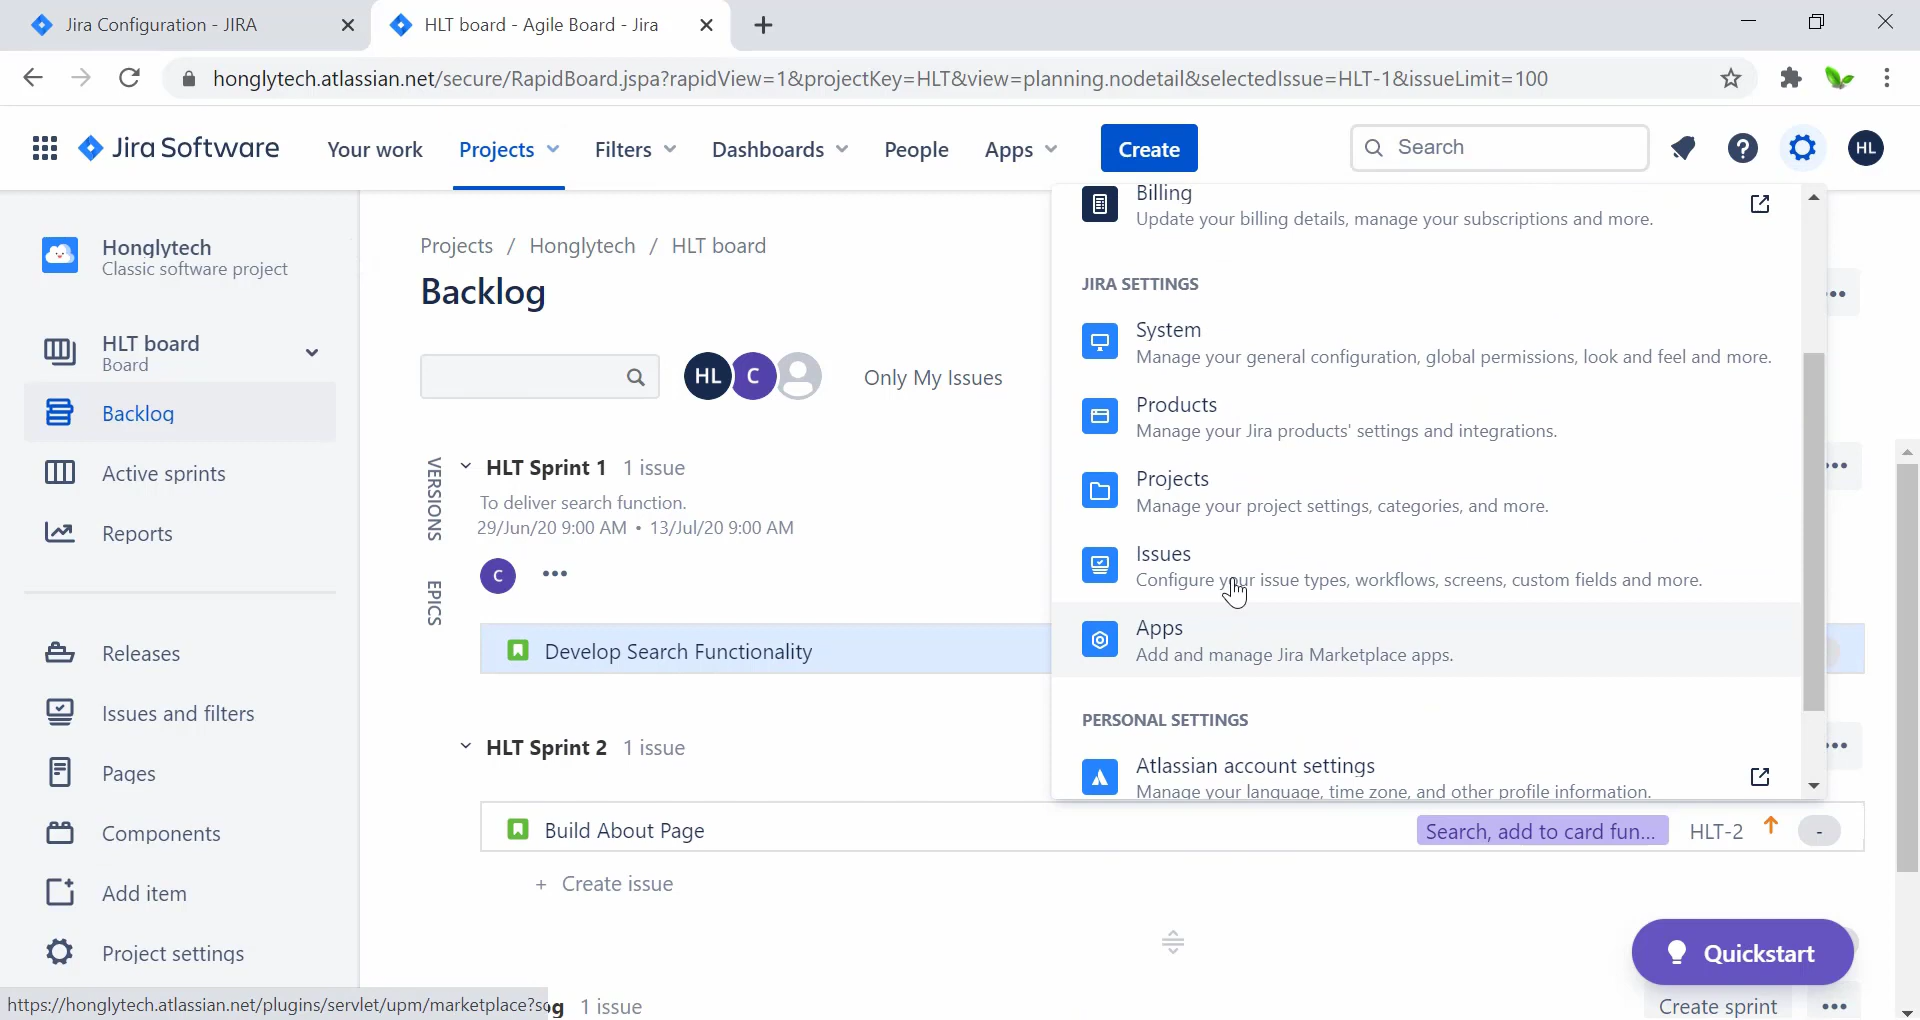 Jira Configuration - JIRA
HLT board - Agile Board - Jira
honglytech.atlassian.net/secure/RapidBoard.jspa?rapidView=1&projectKey=HLT&view=planning.nodetail&selectedIssue=HLT-1&issueLimit=100
Jira Software
Your work
Projects
Filters
Dashboards
People
Apps
Create
Search
HL
Honglytech
Classic software project
HLT board
Board
Backlog
Active sprints
Reports
Releases
Issues and filters
Pages
Components
Add item
Project settings
https://honglytech.atlassian.net/plugins/servlet/upm/marketplace?s
Projects / Honglytech / HLT board
Backlog
HL C
Only My Issues
VERSIONS
EPICS
HLT Sprint 1 1 issue
To deliver search function.
29/Jun/20 9:00 AM • 13/Jul/20 9:00 AM
C
Develop Search Functionality
HLT Sprint 2 1 issue
Build About Page
Search, add to card fun...
HLT-2
-
+ Create issue
1 issue
Create sprint
Billing
Update your billing details, manage your subscriptions and more.
JIRA SETTINGS
System
Manage your general configuration, global permissions, look and feel and more.
Products
Manage your Jira products' settings and integrations.
Projects
Manage your project settings, categories, and more.
Issues
Configure your issue types, workflows, screens, custom fields and more.
Apps
Add and manage Jira Marketplace apps.
PERSONAL SETTINGS
Atlassian account settings
Manage your language, time zone, and other profile information.
Quickstart